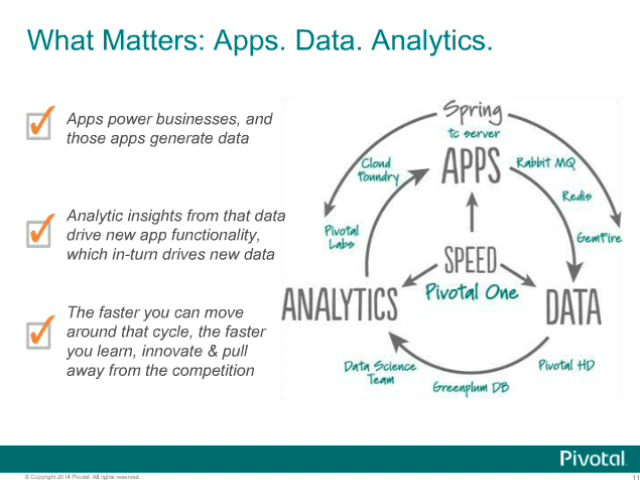 What Matters: Apps. Data. Analytics.
Apps power businesses, and
those apps generate data
Analytic insights from that data
drive new app functionality,
which in-turn drives new data
The faster you can move
around that cycle, the faster
you learn, innovate & pull
away from the competition
Spring
tc server
APPS
Cloud
Foundry
Rabbit MQ
Redis
GemFire
Pivotal
Labs
SPEED
Pivotal One
ANALYTICS
DATA
Data Science
Team
Greenplum DB
Pivotal HD
Pivotal
© Copyright 2014 Pivotal. All rights reserved.
11